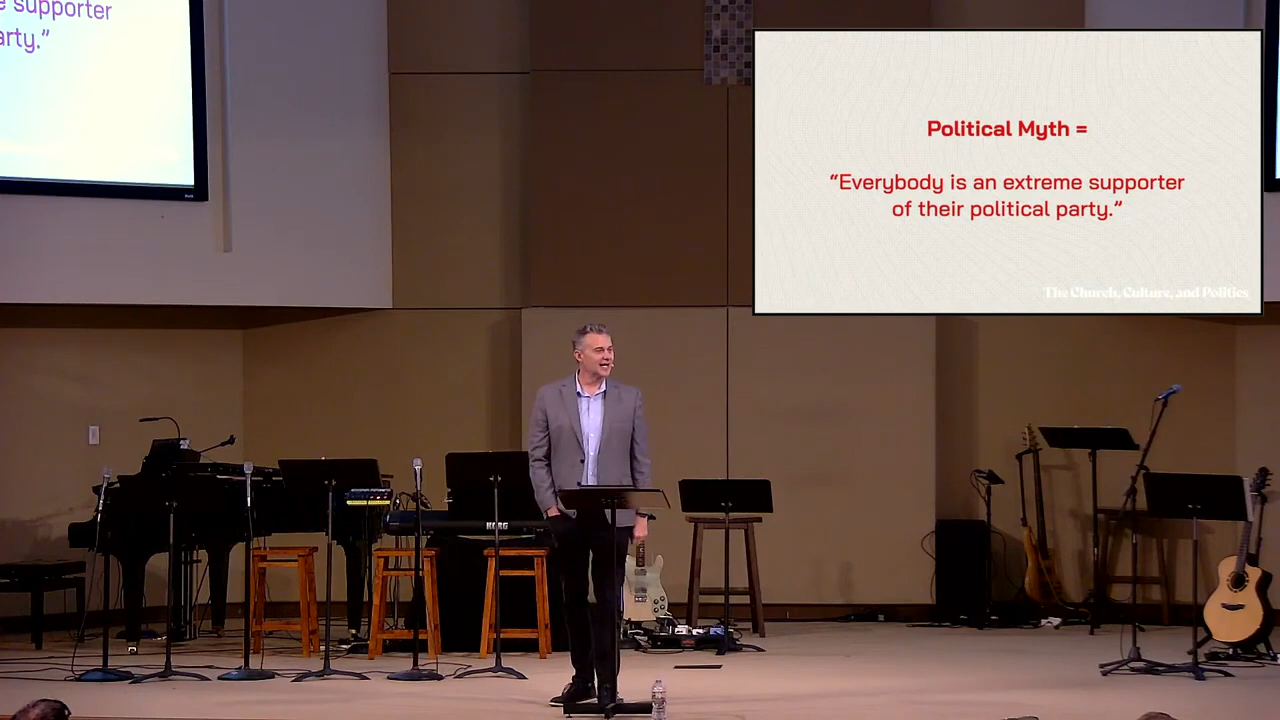 e supporter
arty.”
Political Myth =
“Everybody is an extreme supporter
of their political party.”
The Church, Culture, and Politics
KORG